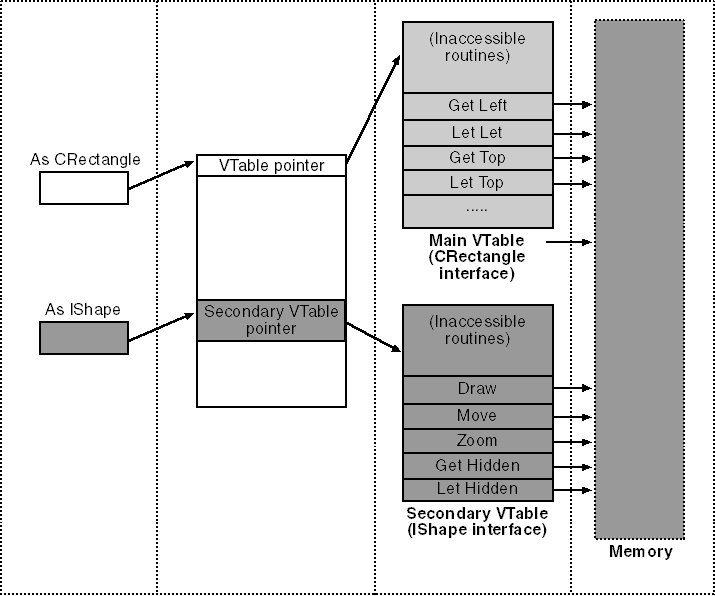 As CRectangle
As IShape
VTable pointer
Secondary VTable
pointer
(Inaccessible
routines)
Get Left
Let Let
Get Top
Let Top
.....
Main VTable
(CRectangle
interface)
(Inaccessible
routines)
Draw
Move
Zoom
Get Hidden
Let Hidden
Secondary VTable
(IShape interface)
Memory